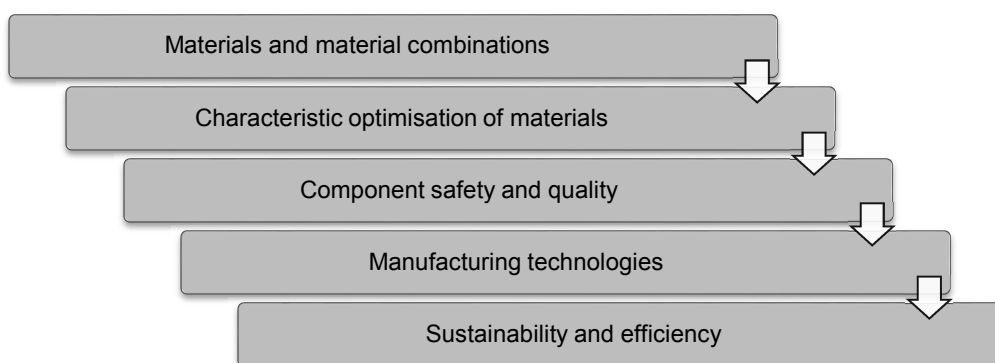 Materials and material combinations
Characteristic optimisation of materials
Component safety and quality
Manufacturing technologies
Sustainability and efficiency